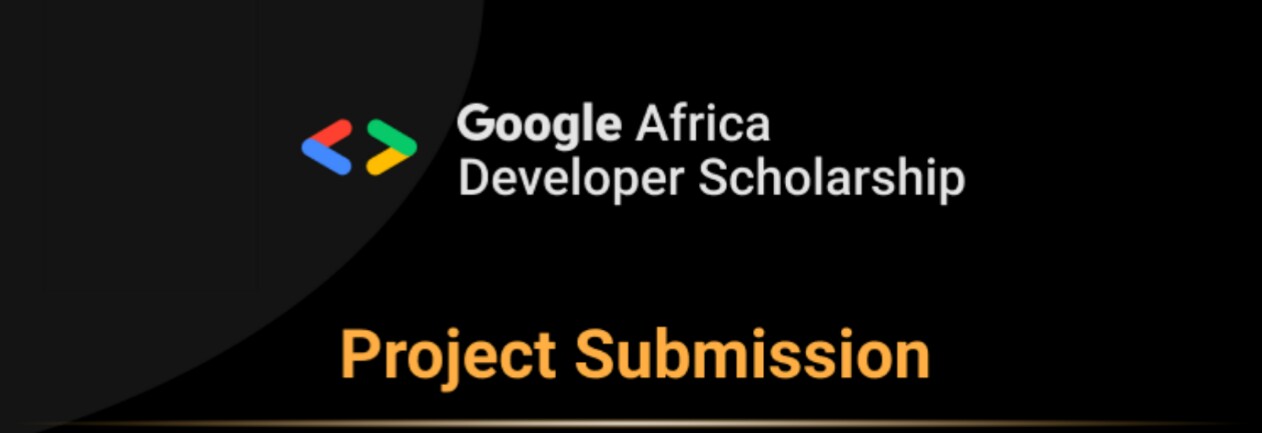 Google Africa
Developer Scholarship
Project Submission